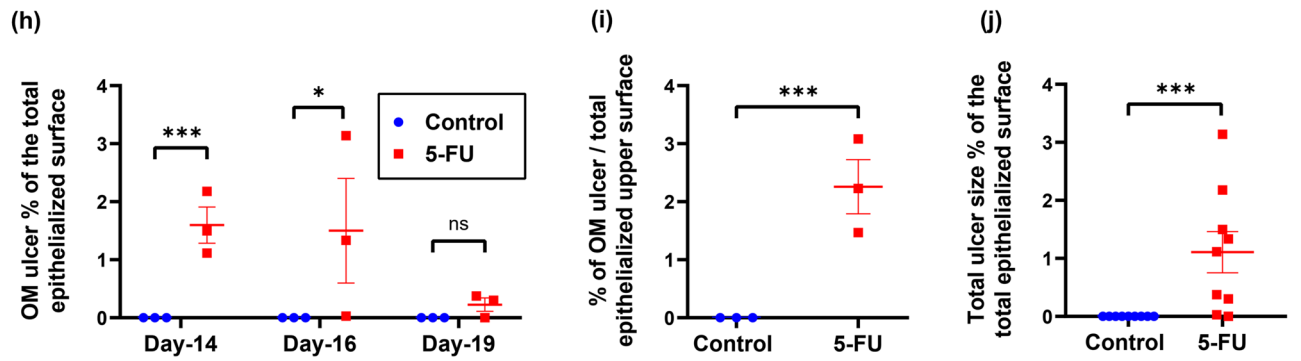 (h)
OM ulcer % of the total
epithelialized surface
4
3
2
1
0
***
*
ns
Control
5-FU
Day-14
Day-16
Day-19
(i)
% of OM ulcer / total
epithelialized upper surface
4
3
2
1
0
***
Control
5-FU
(j)
Total ulcer size % of the
total epithelialized surface
4
3
2
1
0
***
Control
5-FU